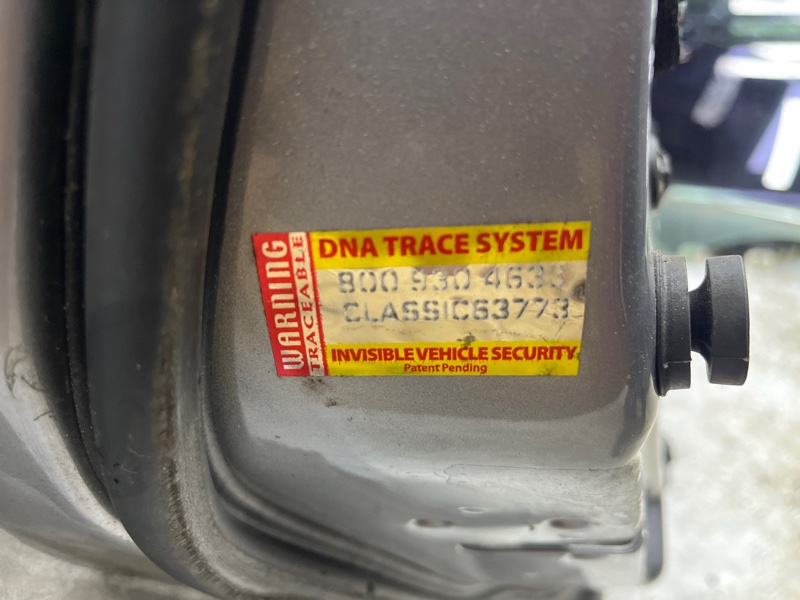 WARNING
TRACEABLE
DNA TRACE SYSTEM
800 930 4633
CLASSIC63773
INVISIBLE VEHICLE SECURITY
Patent Pending